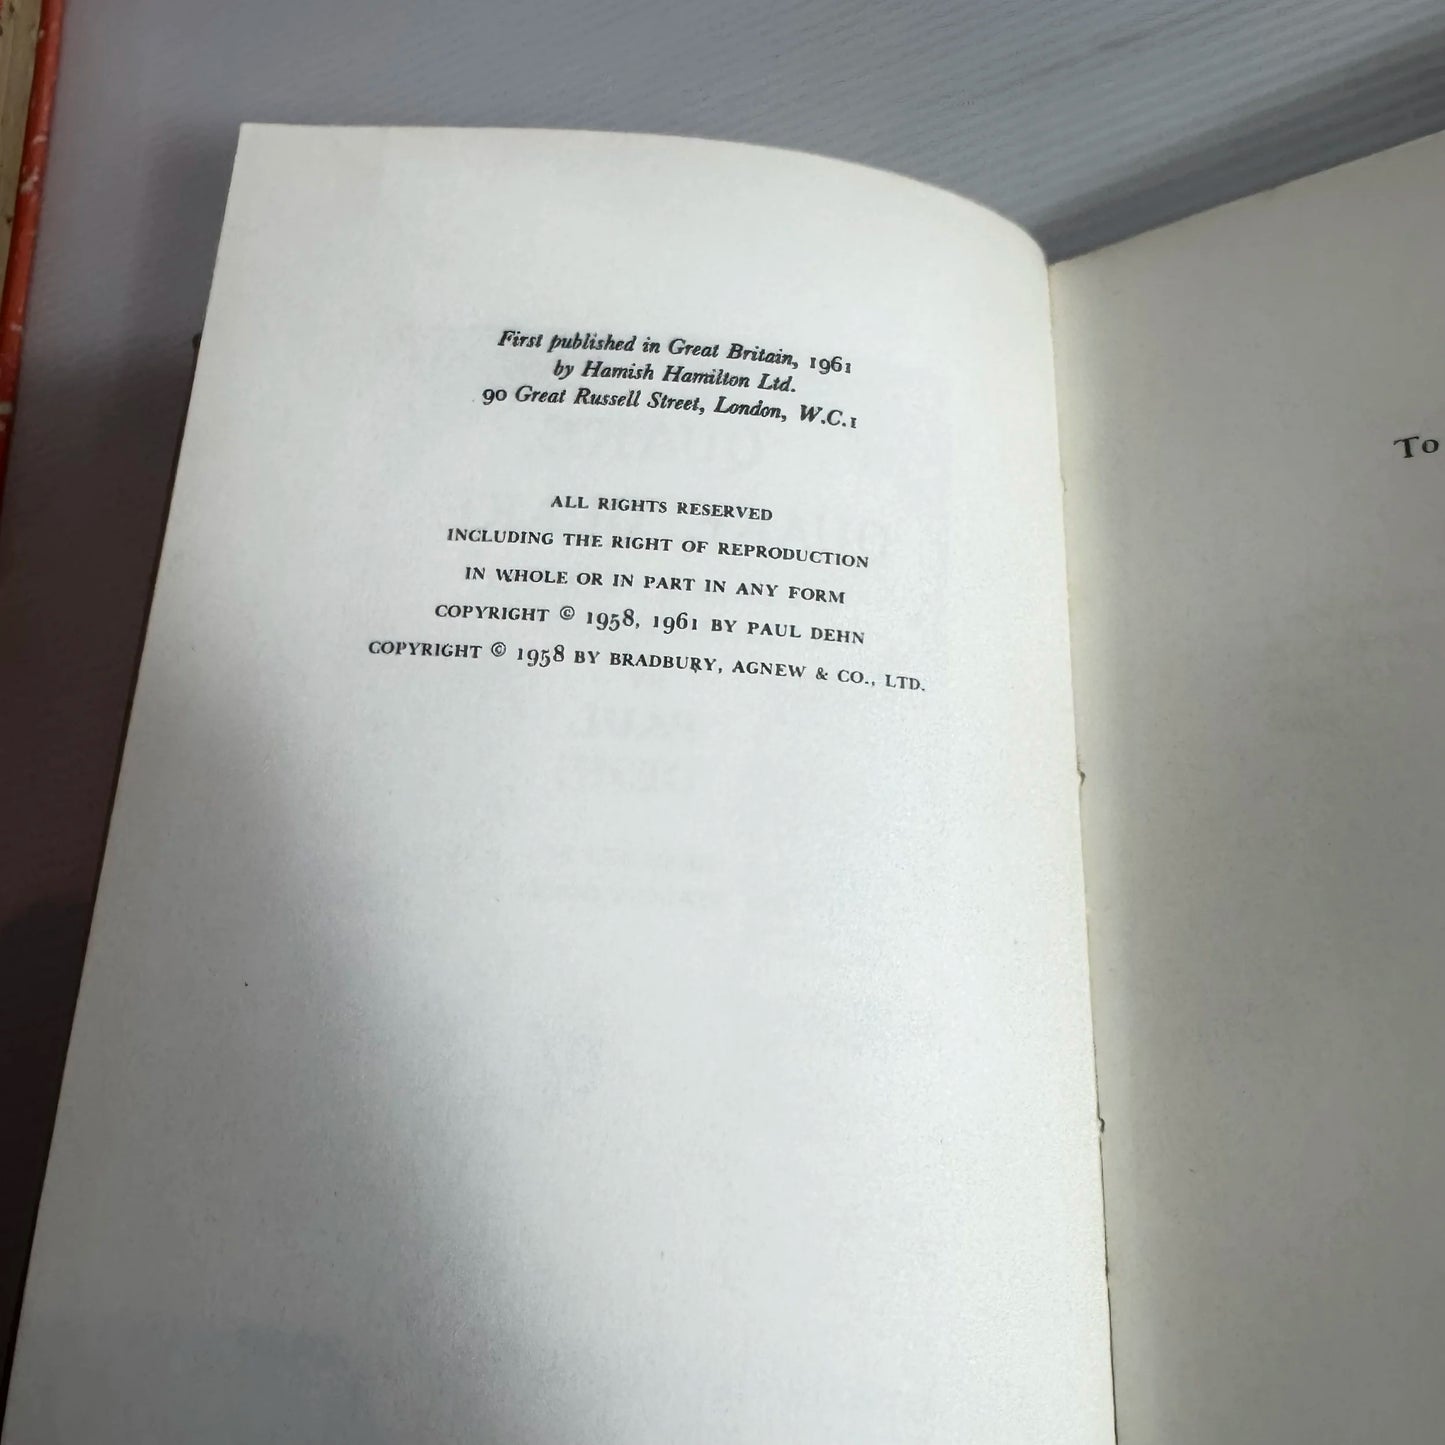 First published in Great Britain, 1961
by Hamish Hamilton Ltd.
90 Great Russell Street, London, W.C.1
ALL RIGHTS RESERVED
INCLUDING THE RIGHT OF REPRODUCTION
IN WHOLE OR IN PART IN ANY FORM
COPYRIGHT © 1958, 1961 BY PAUL DEHN
COPYRIGHT © 1958 BY BRADBURY, AGNEW & CO., LTD.
To